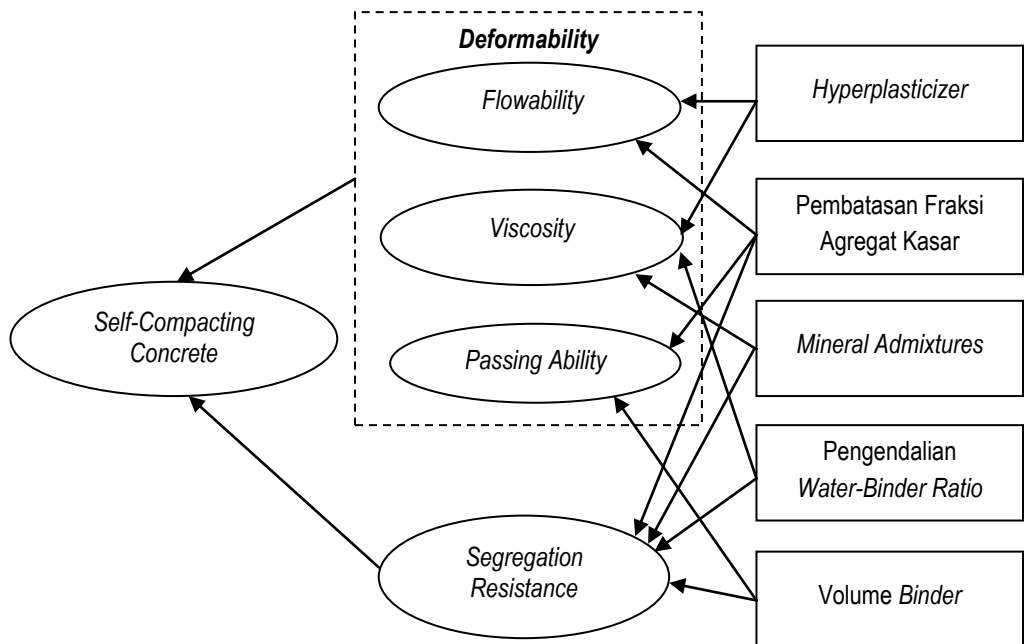 Deformability
Flowability
Viscosity
Passing Ability
Self-Compacting
Concrete
Segregation
Resistance
Hyperplasticizer
Pembatasan Fraksi
Agregat Kasar
Mineral Admixtures
Pengendalian
Water-Binder Ratio
Volume Binder